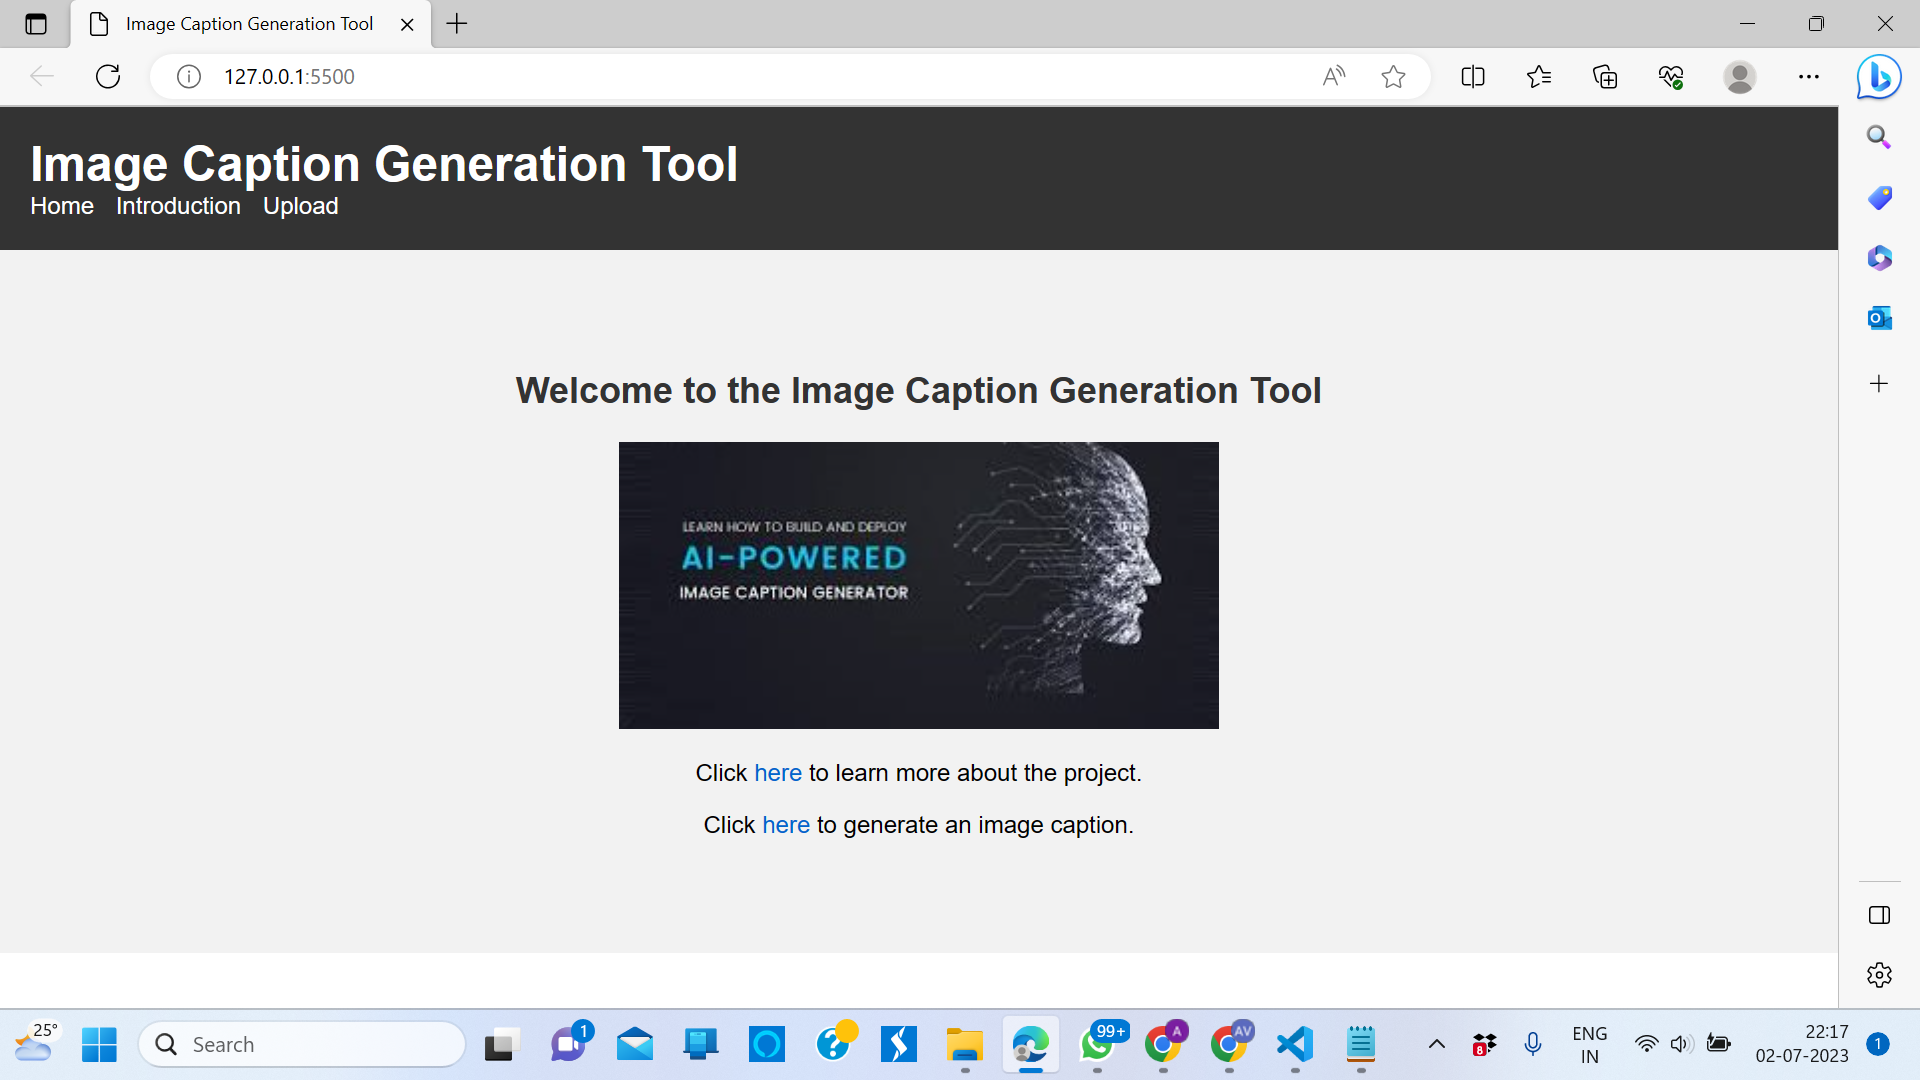 Image Caption Generation Tool
127.0.0.1:5500
Image Caption Generation Tool
Home Introduction Upload
Welcome to the Image Caption Generation Tool
LEARN HOW TO BUILD AND DEPLOY
AI-POWERED
IMAGE CAPTION GENERATOR
Click here to learn more about the project.
Click here to generate an image caption.
25°
Search
1
99+
A
AV
8
ENG
IN
22:17
02-07-2023
1